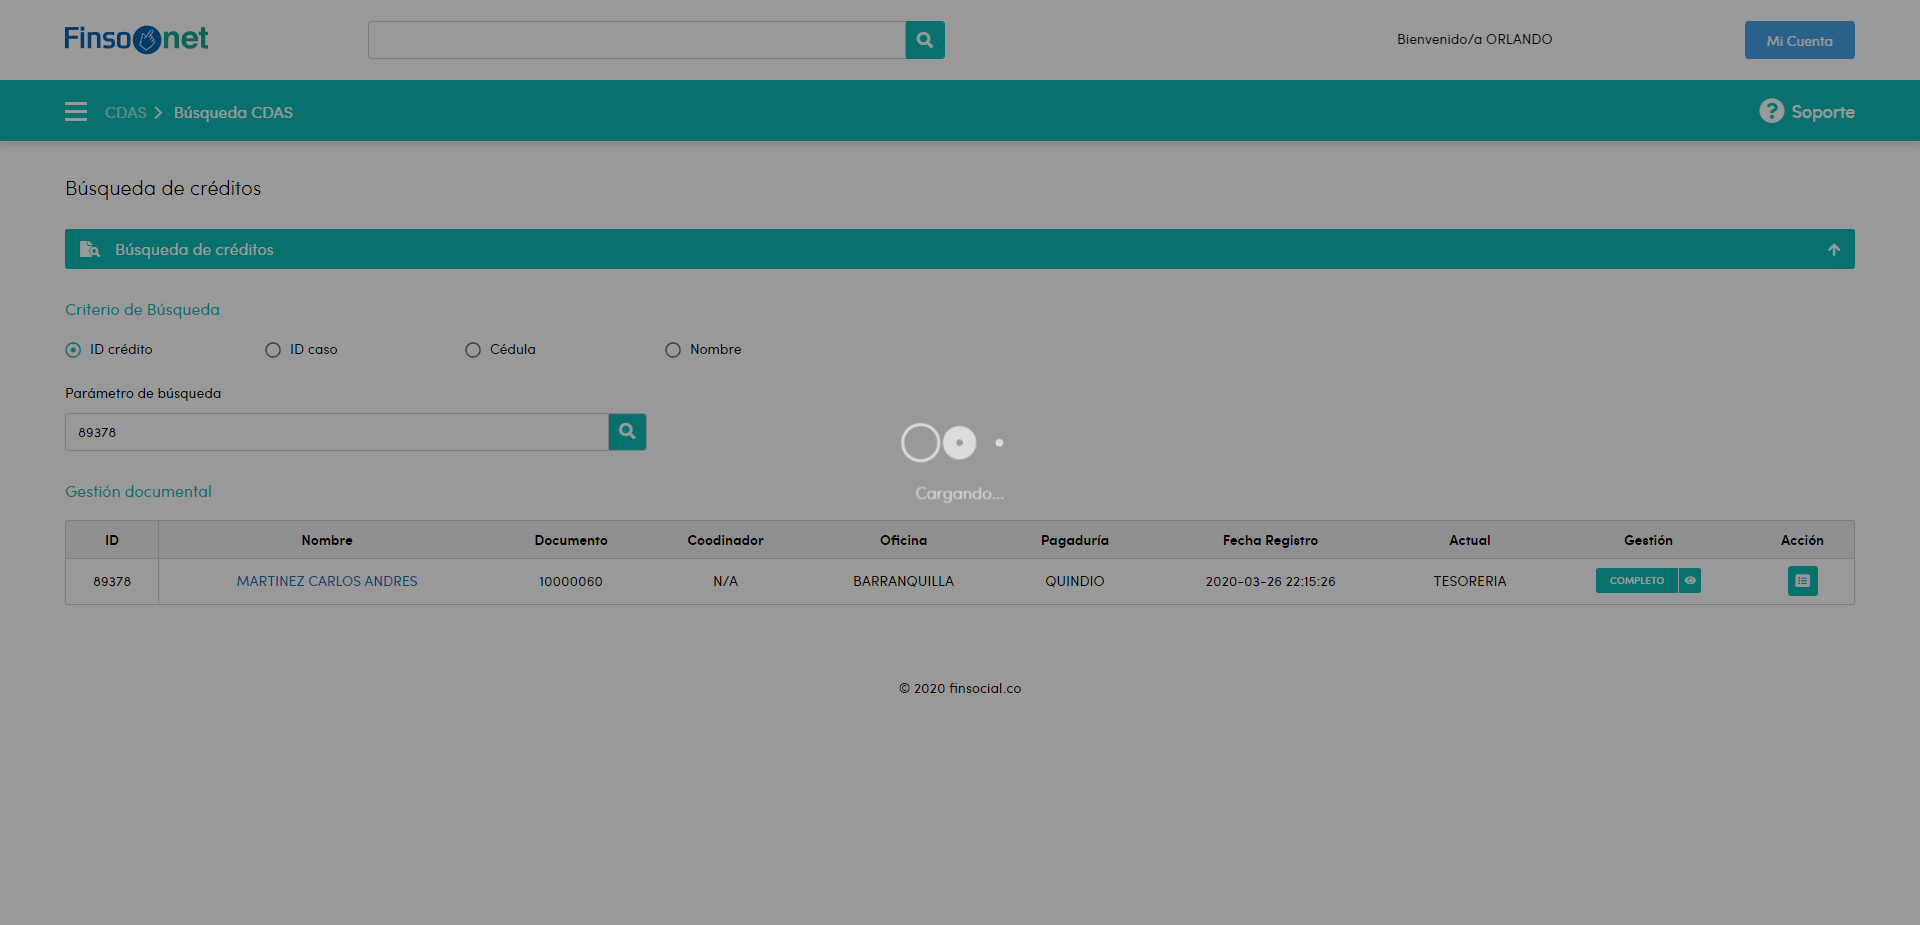 Finso net
Bienvenido/a ORLANDO
Mi Cuenta
CDAS
Búsqueda CDAS
Soporte
Búsqueda de créditos
Búsqueda de créditos
Criterio de Búsqueda
ID crédito
ID caso
Cédula
Nombre
Parámetro de búsqueda
89378
Cargando...
Gestión documental
ID Nombre Documento Coodinador Oficina Pagaduría Fecha Registro Actual Gestión Acción
89378 MARTINEZ CARLOS ANDRES 10000060 N/A BARRANQUILLA QUINDIO 2020-03-26 22:15:26 TESORERIA COMPLETO
© 2020 finsocial.co